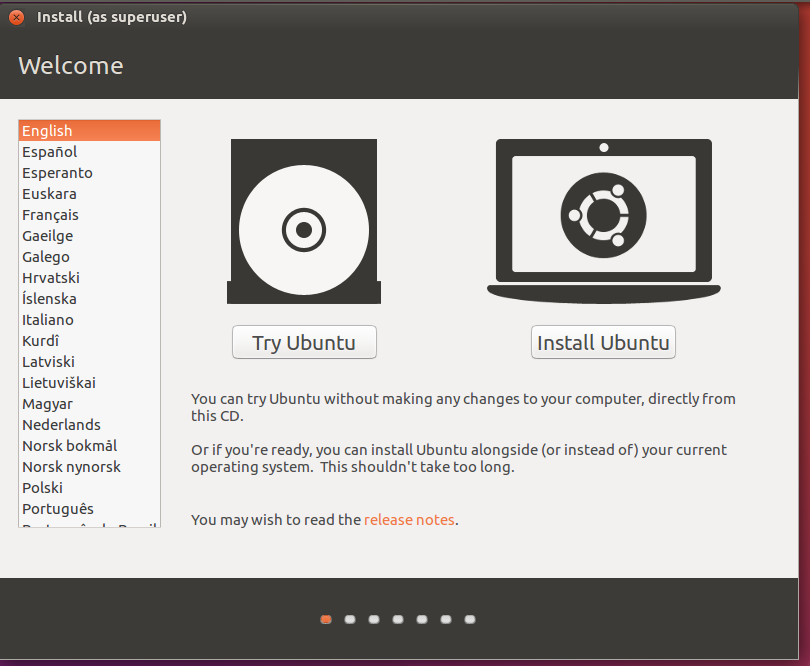 Install (as superuser)
Welcome
English
Español
Esperanto
Euskara
Français
Gaeilge
Galego
Hrvatski
Íslenska
Italiano
Kurdî
Latviski
Lietuviškai
Magyar
Nederlands
Norsk bokmål
Norsk nynorsk
Polski
Português
Try Ubuntu
Install Ubuntu
You can try Ubuntu without making any changes to your computer, directly from
this CD.
Or if you're ready, you can install Ubuntu alongside (or instead of) your current
operating system.  This shouldn't take too long.
You may wish to read the release notes.